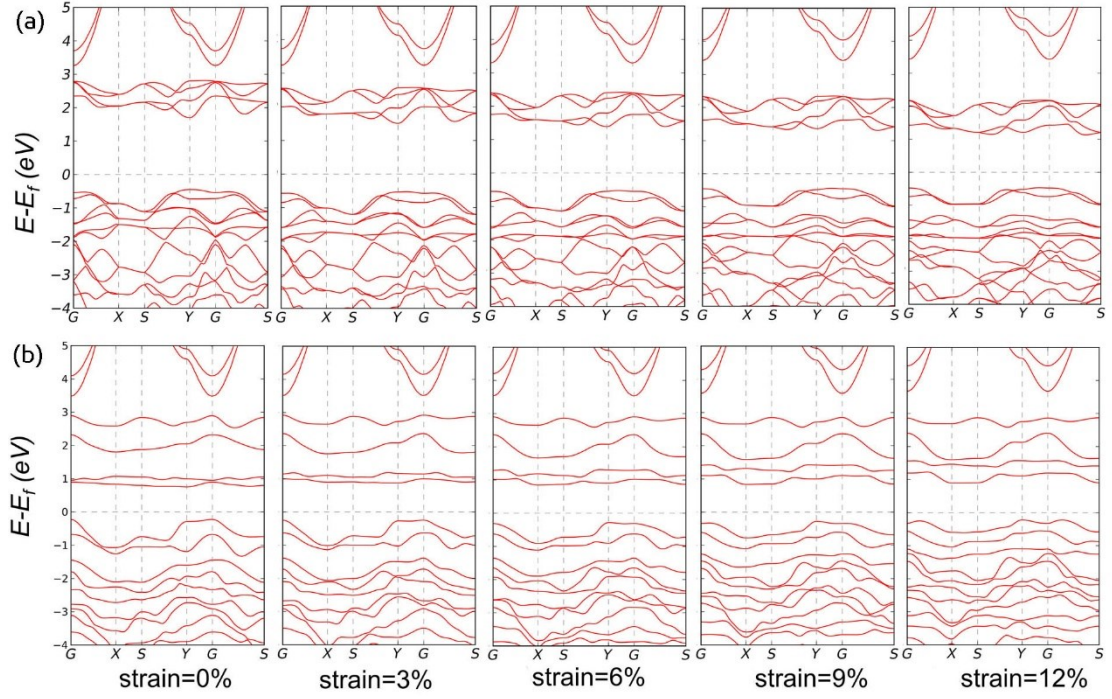 (a)
5
4
3
2
1
0
−1
−2
−3
−4
E-E_f (eV)
G X S Y G S G X S Y G S G X S Y G S G X S Y G S G X S Y G S
(b)
5
4
3
2
1
0
−1
−2
−3
−4
E-E_f (eV)
G X S Y G S G X S Y G S G X S Y G S G X S Y G S G X S Y G S
strain=0% strain=3% strain=6% strain=9% strain=12%